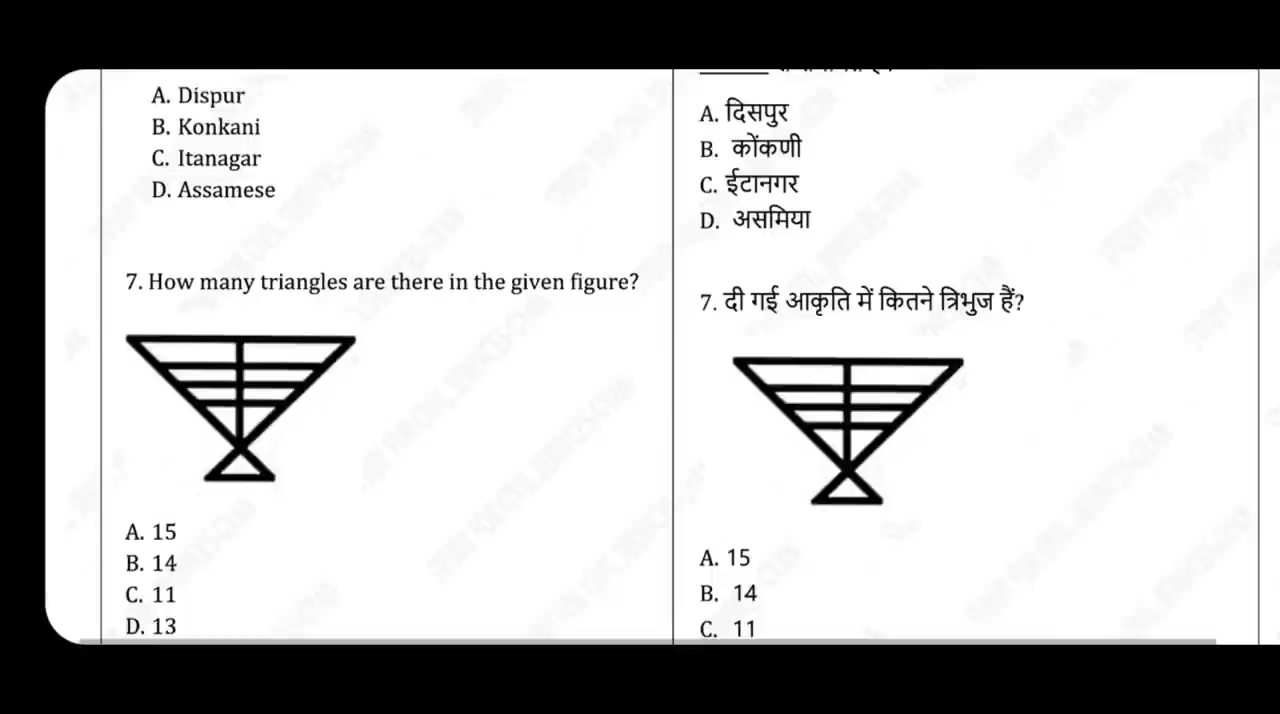 A. Dispur
B. Konkani
C. Itanagar
D. Assamese
7. How many triangles are there in the given figure?
A. 15
B. 14
C. 11
D. 13
A. दिसपुर
B. कोंकणी
C. ईटानगर
D. असमिया
7. दी गई आकृति में कितने त्रिभुज हैं?
A. 15
B. 14
C. 11